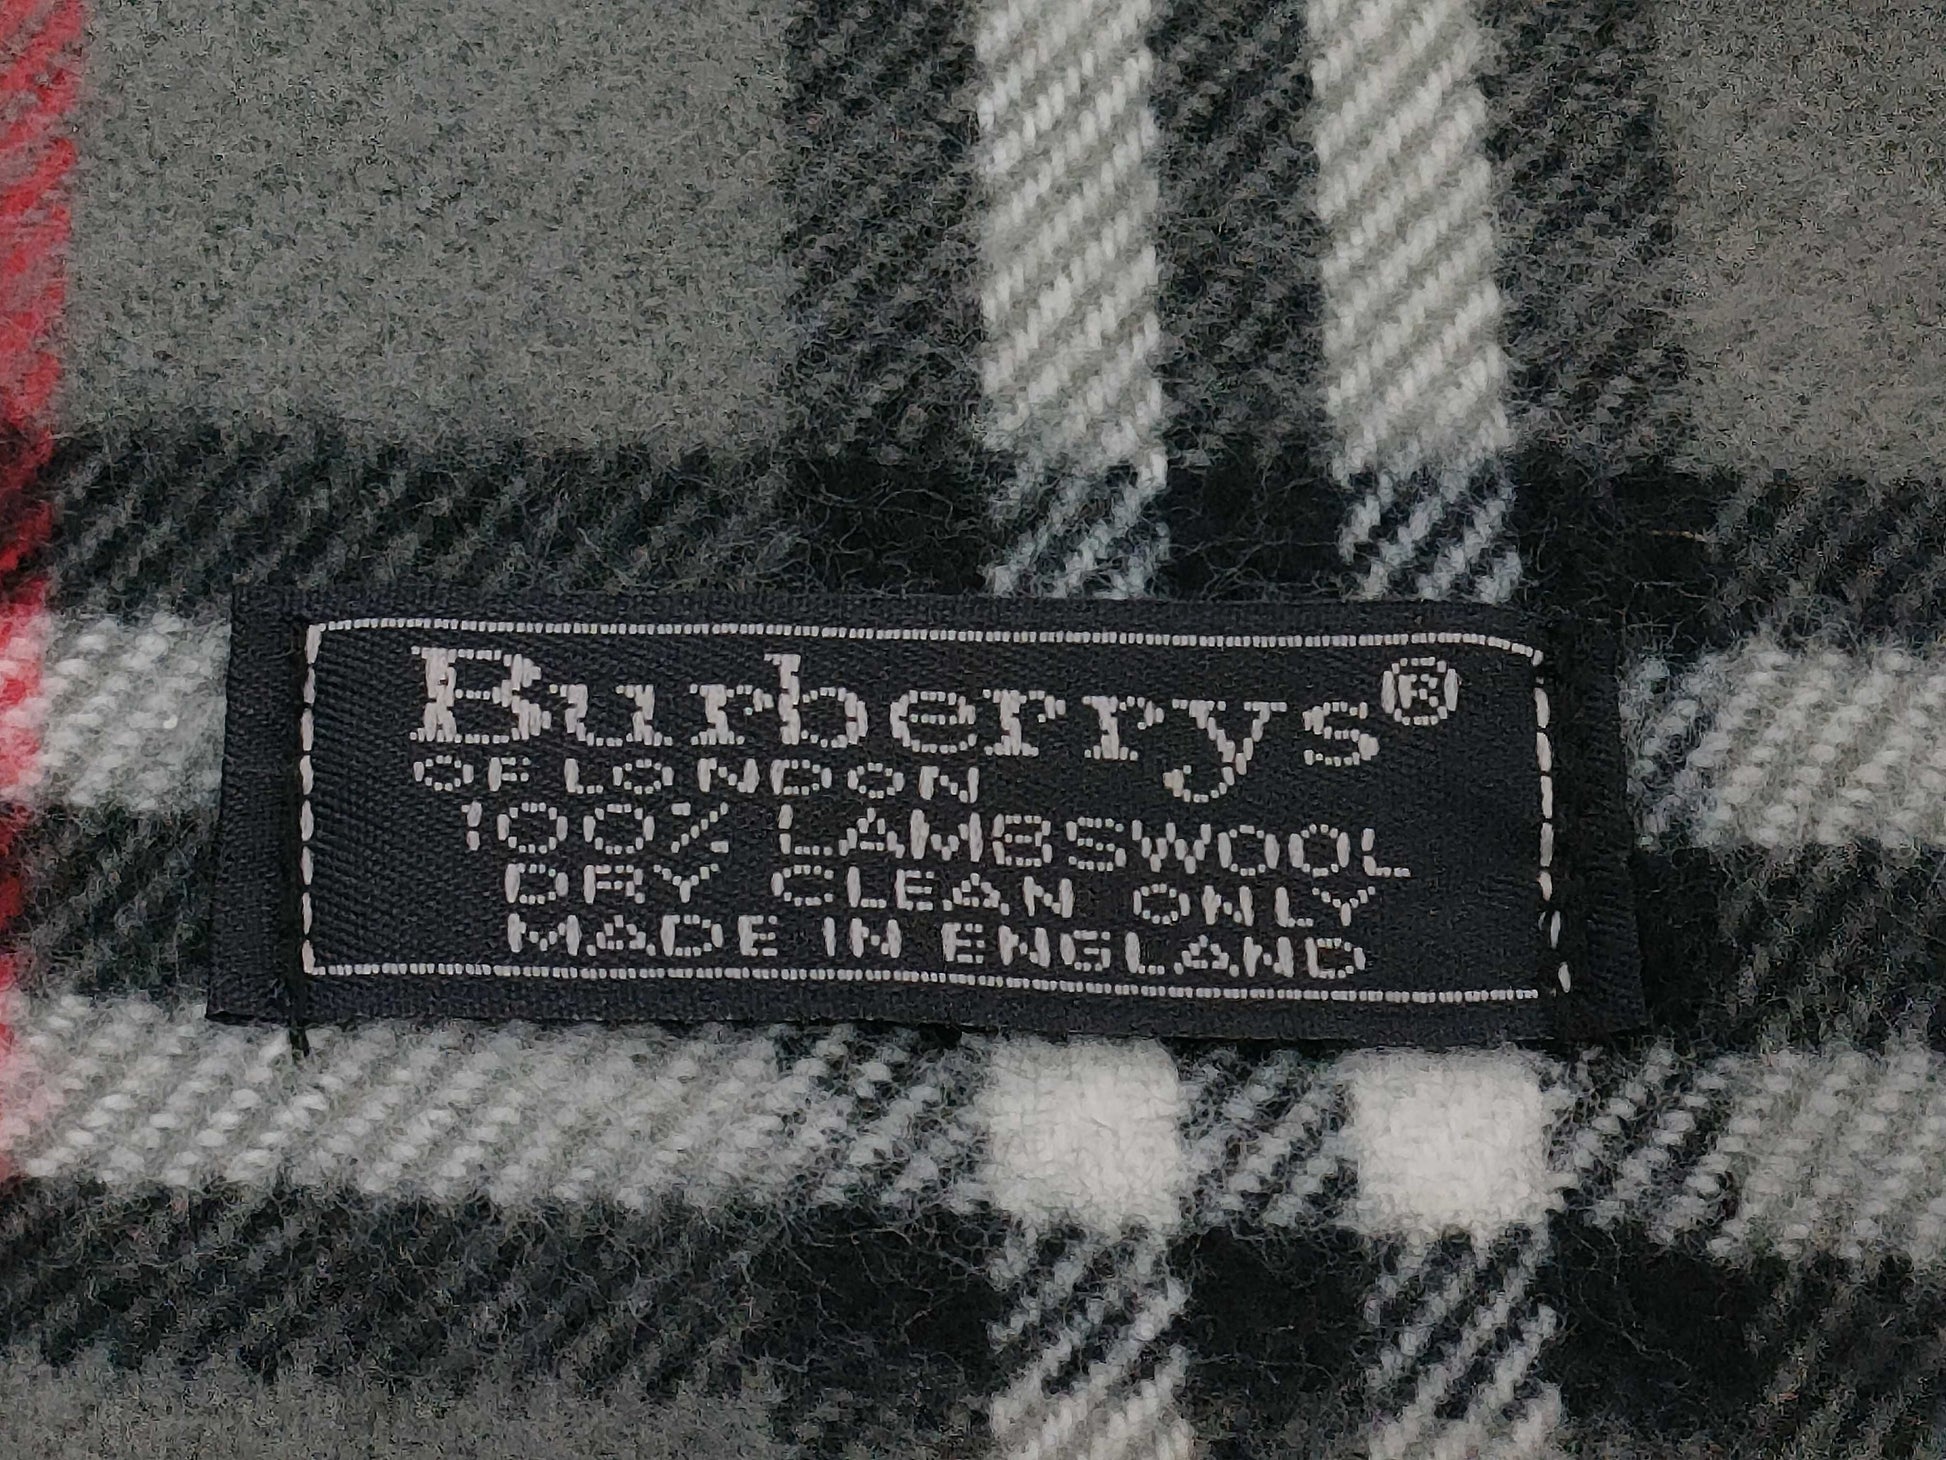 Burberrys®
OF LONDON
100% LAMBSWOOL
DRY CLEAN ONLY
MADE IN ENGLAND